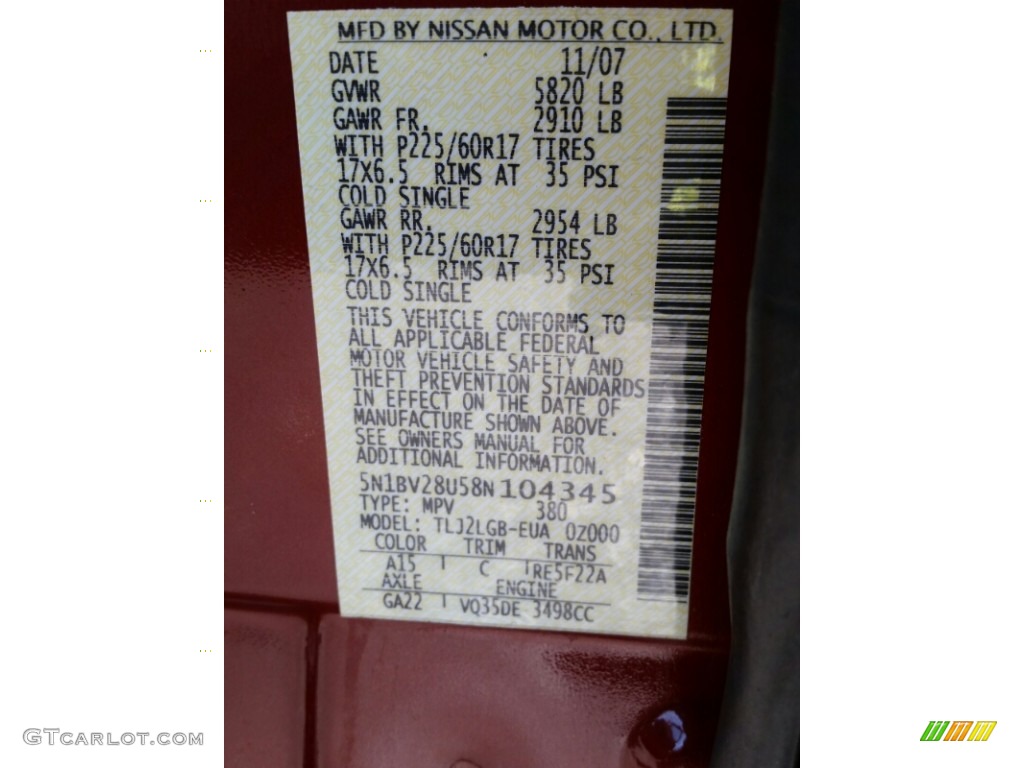 MFD BY NISSAN MOTOR CO., LTD.
DATE 11/07
GVWR 5820 LB
GAWR FR. 2910 LB
WITH P225/60R17 TIRES
17X6.5 RIMS AT 35 PSI
COLD SINGLE
GAWR RR. 2954 LB
WITH P225/60R17 TIRES
17X6.5 RIMS AT 35 PSI
COLD SINGLE
THIS VEHICLE CONFORMS TO
ALL APPLICABLE FEDERAL
MOTOR VEHICLE SAFETY AND
THEFT PREVENTION STANDARDS
IN EFFECT ON THE DATE OF
MANUFACTURE SHOWN ABOVE.
SEE OWNERS MANUAL FOR
ADDITIONAL INFORMATION.
5N1BV28U58N104345
TYPE: MPV 380
MODEL: TLJ2LGB-EUA 0Z000
COLOR TRIM TRANS
A15 C RE5F22A
AXLE ENGINE
GA22 VQ35DE 3498CC
GTCARLOT.COM